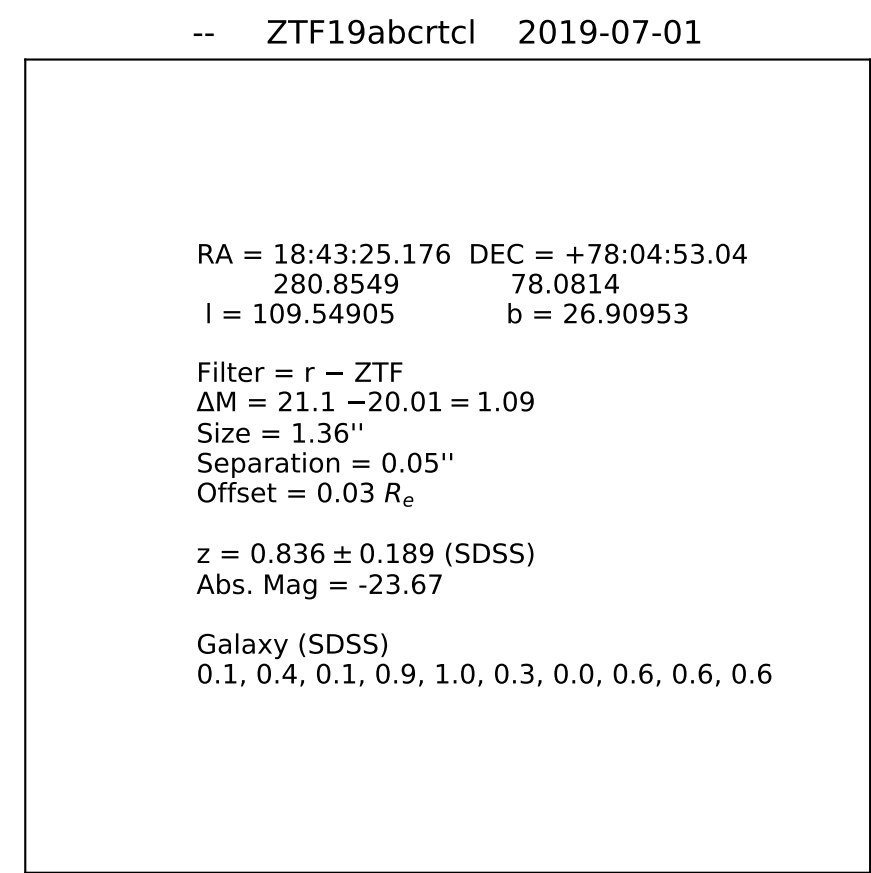 -- ZTF19abcrtcl 2019-07-01
RA = 18:43:25.176 DEC = +78:04:53.04
280.8549 78.0814
l = 109.54905 b = 26.90953
Filter = r − ZTF
ΔM = 21.1 −20.01 = 1.09
Size = 1.36''
Separation = 0.05''
Offset = 0.03 Re
z = 0.836 ± 0.189 (SDSS)
Abs. Mag = -23.67
Galaxy (SDSS)
0.1, 0.4, 0.1, 0.9, 1.0, 0.3, 0.0, 0.6, 0.6, 0.6